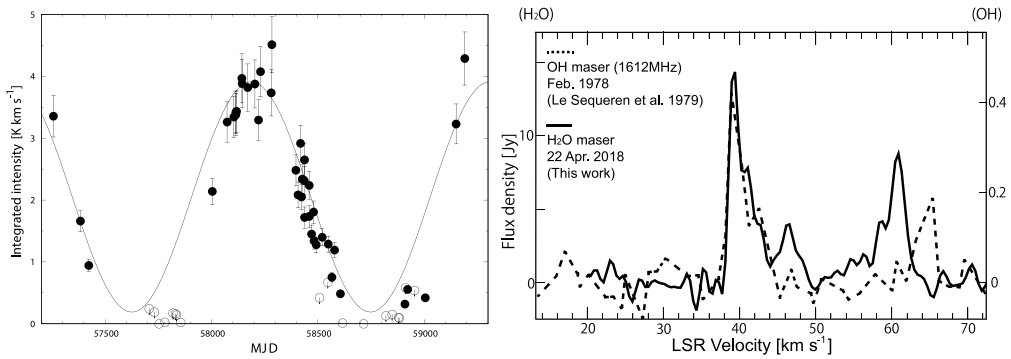 Integrated intensity [K km s-1]
5
4
3
2
1
0
57500
58000
58500
59000
MJD
(H2O)
(OH)
OH maser (1612MHz)
Feb. 1978
(Le Sequeren et al. 1979)
H2O maser
22 Apr. 2018
(This work)
Flux density [Jy]
10
0
0.4
0.2
0
20
30
40
50
60
70
LSR Velocity [km s-1]